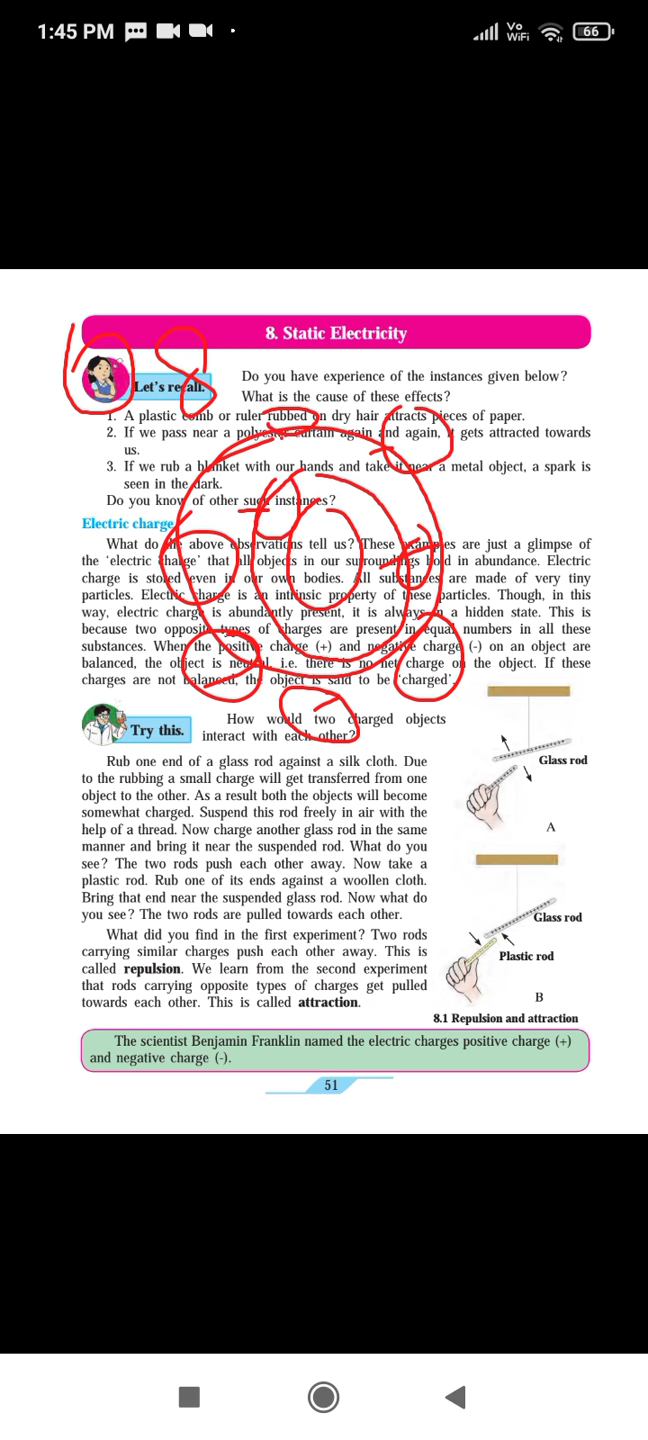 1:45 PM
Vo
WiFi
66
8. Static Electricity
Let's recall.
Do you have experience of the instances given below?
What is the cause of these effects?
1. A plastic comb or ruler rubbed on dry hair attracts pieces of paper.
2. If we pass near a polyester curtain again and again, it gets attracted towards
us.
3. If we rub a blanket with our hands and take it near a metal object, a spark is
seen in the dark.
Do you know of other such instances?
Electric charge
What do the above observations tell us? These examples are just a glimpse of
the 'electric charge' that all objects in our surroundings hold in abundance. Electric
charge is stored even in our own bodies. All substances are made of very tiny
particles. Electric charge is an intrinsic property of these particles. Though, in this
way, electric charge is abundantly present, it is always in a hidden state. This is
because two opposite types of charges are present in equal numbers in all these
substances. When the positive charge (+) and negative charge (-) on an object are
balanced, the object is neutral, i.e. there is no net charge on the object. If these
charges are not balanced, the object is said to be 'charged'.
Try this.
How would two charged objects
interact with each other?
Rub one end of a glass rod against a silk cloth. Due
to the rubbing a small charge will get transferred from one
object to the other. As a result both the objects will become
somewhat charged. Suspend this rod freely in air with the
help of a thread. Now charge another glass rod in the same
manner and bring it near the suspended rod. What do you
see? The two rods push each other away. Now take a
plastic rod. Rub one of its ends against a woollen cloth.
Bring that end near the suspended glass rod. Now what do
you see? The two rods are pulled towards each other.
What did you find in the first experiment? Two rods
carrying similar charges push each other away. This is
called repulsion. We learn from the second experiment
that rods carrying opposite types of charges get pulled
towards each other. This is called attraction.
Glass rod
A
Glass rod
Plastic rod
B
8.1 Repulsion and attraction
The scientist Benjamin Franklin named the electric charges positive charge (+)
and negative charge (-).
51